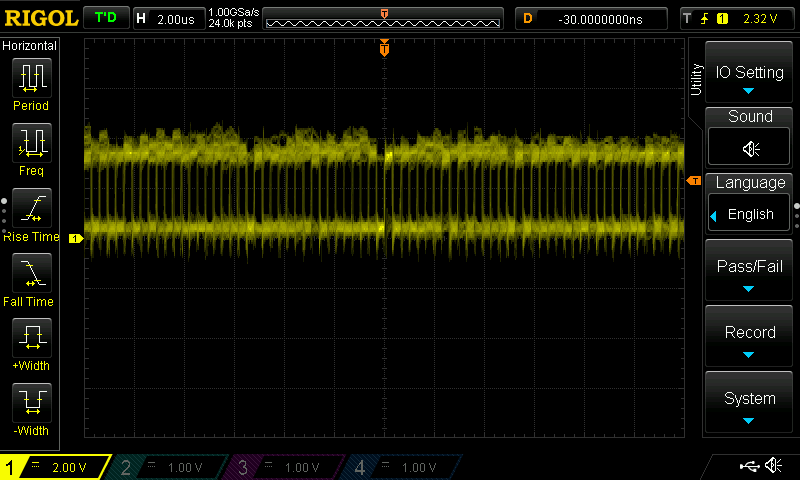 RIGOL T'D H 2.00us 1.00GSa/s 24.0k pts T D -30.0000000ns T 1 2.32 V
Horizontal
Period
Freq
Rise Time
Fall Time
+Width
-Width
T
T
1
Utility
IO Setting
Sound
Language
English
Pass/Fail
Record
System
1 2.00 V 2 1.00 V 3 1.00 V 4 1.00 V